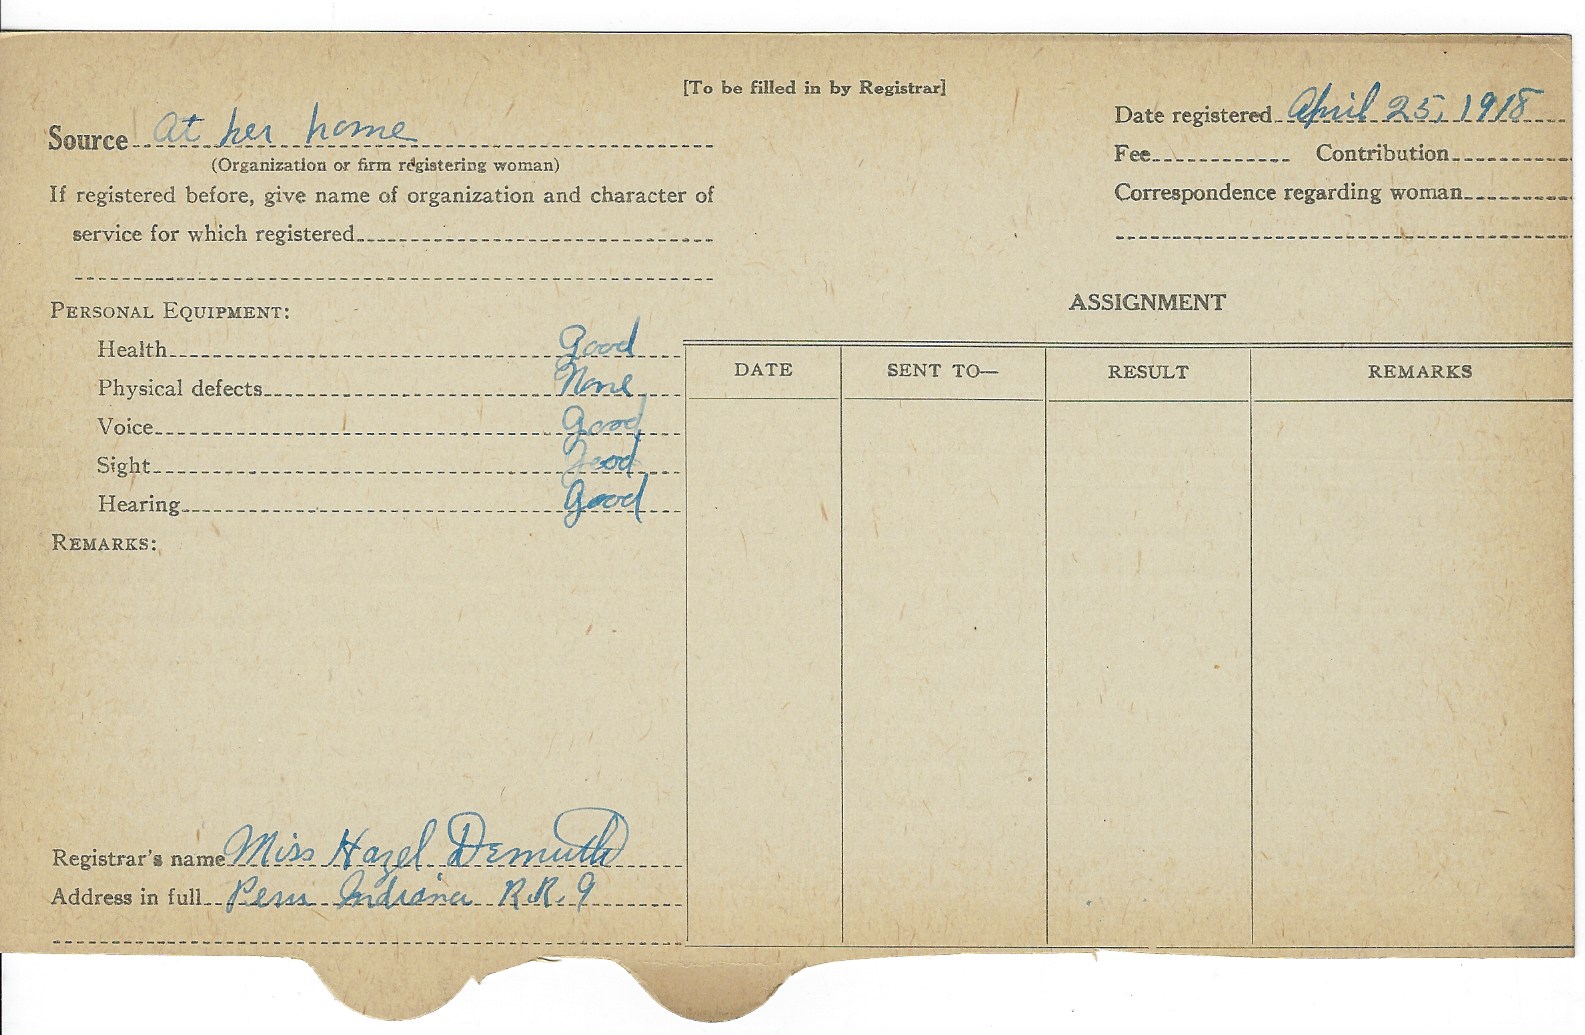 [To be filled in by Registrar]
Source At her home
(Organization or firm registering woman)
If registered before, give name of organization and character of
service for which registered
Date registered April 25, 1918
Fee Contribution
Correspondence regarding woman
PERSONAL EQUIPMENT:
Health Good
Physical defects None
Voice Good
Sight Good
Hearing Good
REMARKS:
Registrar's name Miss Hazel Demuth
Address in full Peru Indiana R.R. 9
ASSIGNMENT
DATE SENT TO— RESULT REMARKS